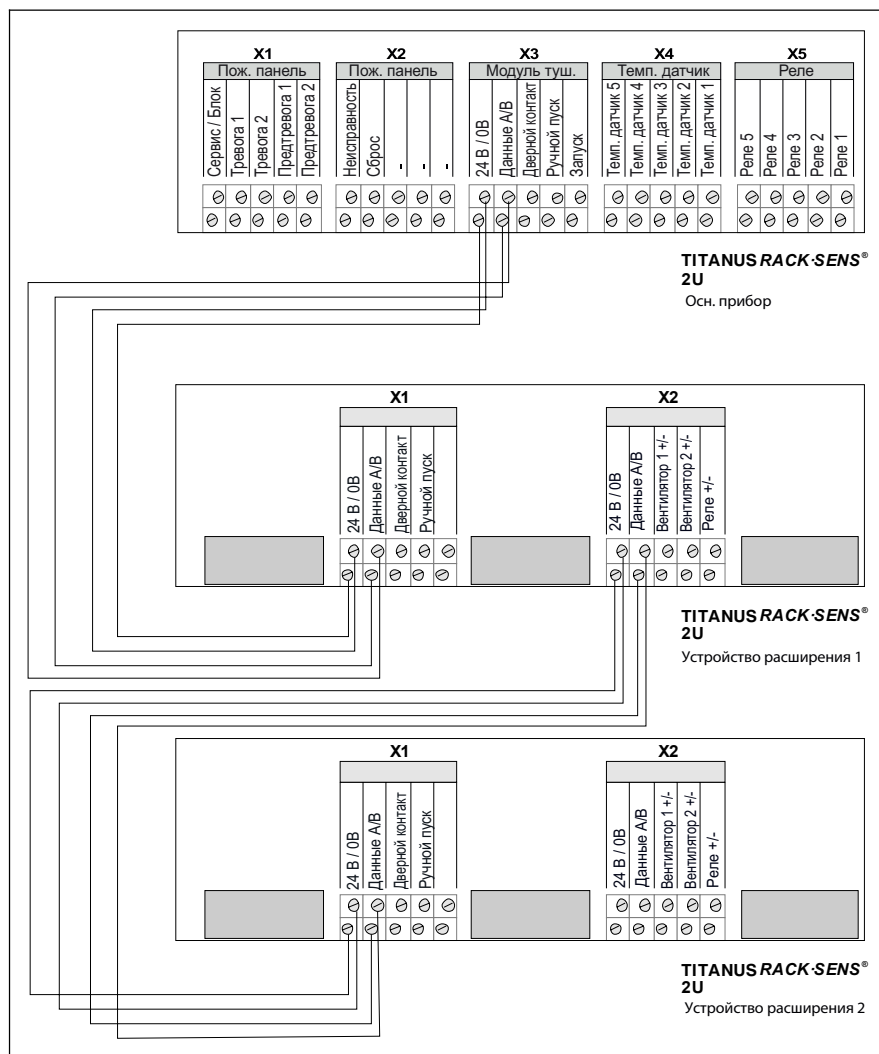 X1 X2 X3 X4 X5
Пож. панель Пож. панель Модуль туш. Темп. датчик Реле
Сервис / Блок
Тревога 1
Тревога 2
Предтревога 1
Предтревога 2
Неисправность
Сброс
-
-
-
24 В / 0В
Данные А/В
Дверной контакт
Ручной пуск
Запуск
Темп. датчик 5
Темп. датчик 4
Темп. датчик 3
Темп. датчик 2
Темп. датчик 1
Реле 5
Реле 4
Реле 3
Реле 2
Реле 1
TITANUS RACK·SENS®
2U
Осн. прибор
X1 X2
24 В / 0В
Данные А/В
Дверной контакт
Ручной пуск
24 В / 0В
Данные А/В
Вентилятор 1 +/-
Вентилятор 2 +/-
Реле +/-
TITANUS RACK·SENS®
2U
Устройство расширения 1
X1 X2
24 В / 0В
Данные А/В
Дверной контакт
Ручной пуск
24 В / 0В
Данные А/В
Вентилятор 1 +/-
Вентилятор 2 +/-
Реле +/-
TITANUS RACK·SENS®
2U
Устройство расширения 2